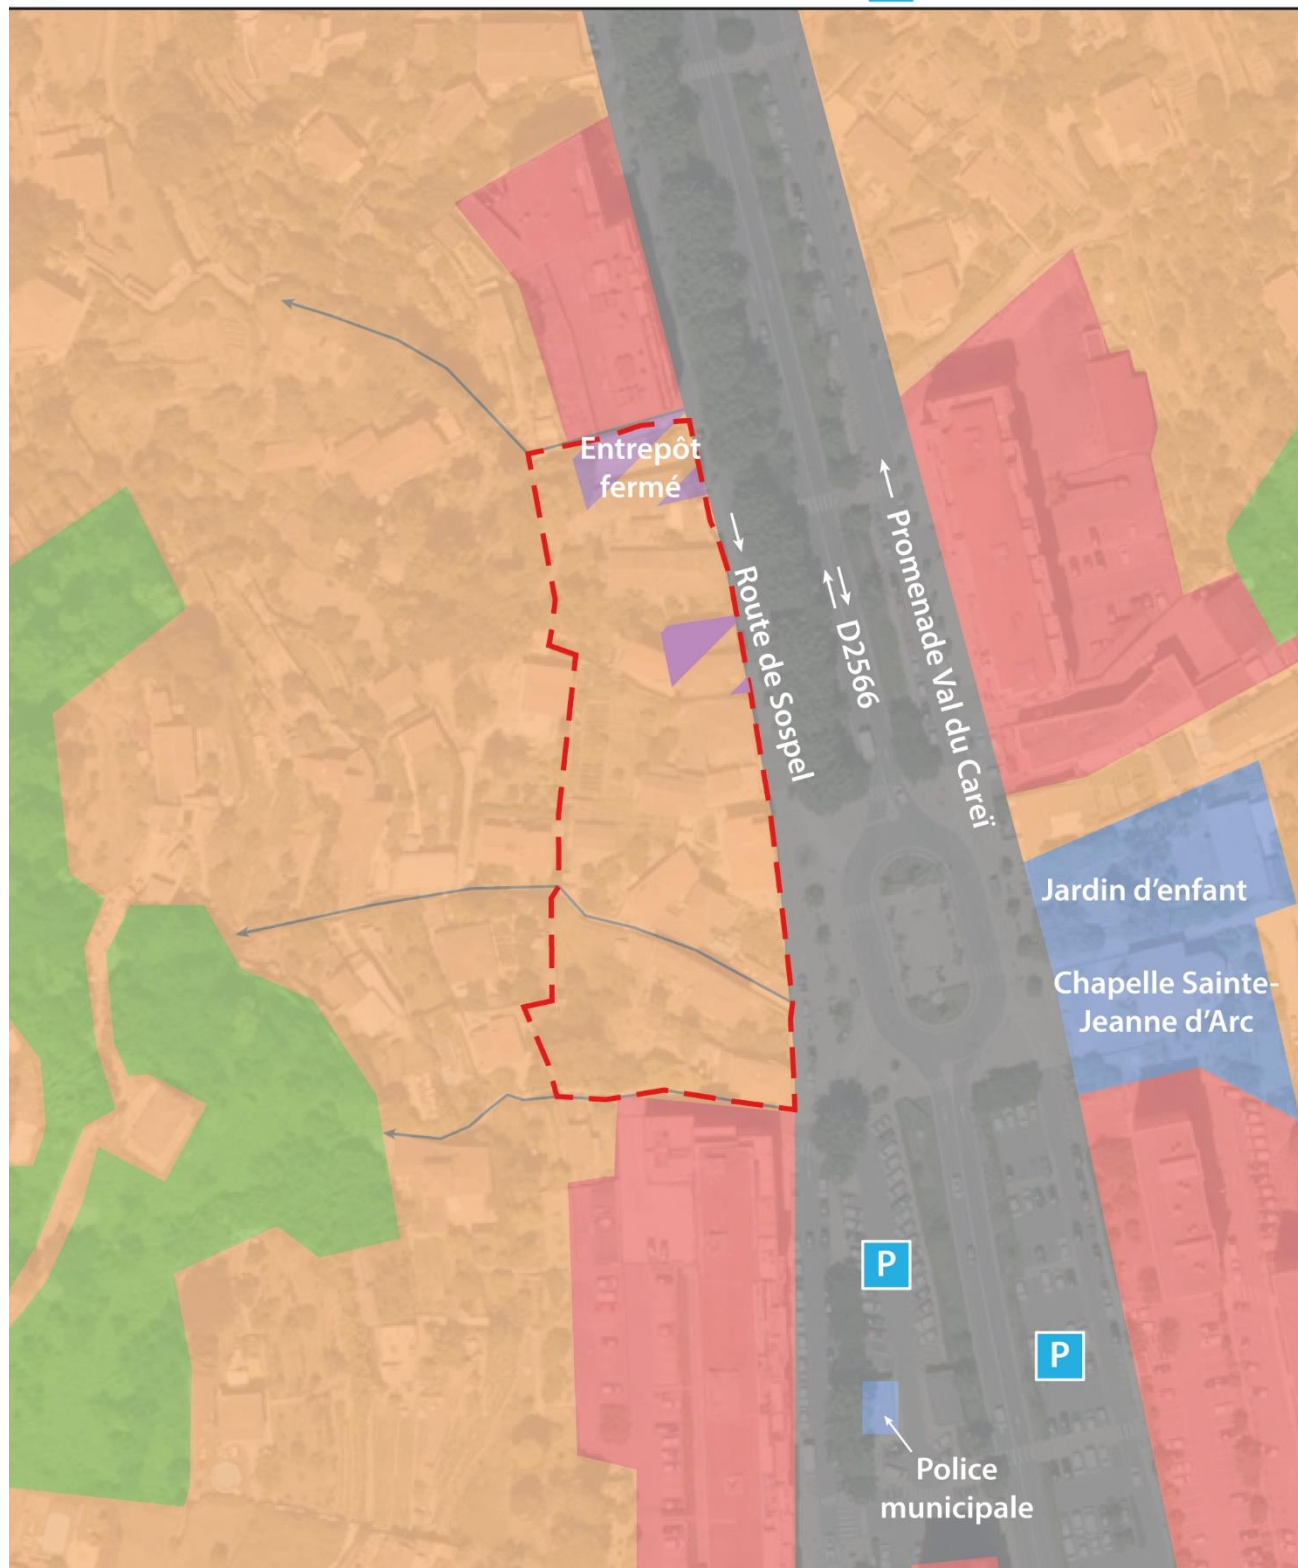 Entrepôt
fermé
Route de Sospel
D2566
Promenade Val du Careï
Jardin d'enfant
Chapelle Sainte-
Jeanne d'Arc
P
P
Police
municipale